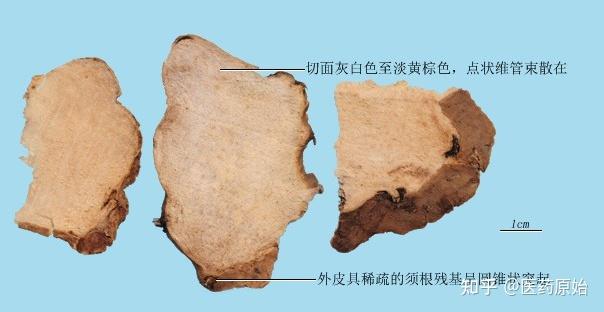 切面灰白色至淡黄棕色，点状维管束散在
1cm
外皮具稀疏的须根残基呈圆锥状突起
知乎 @医药原始